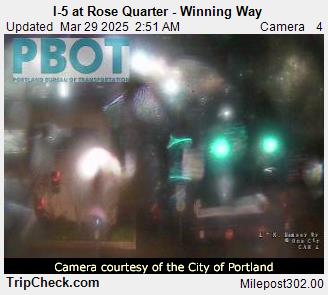 I-5 at Rose Quarter - Winning Way
Updated  Mar 29 2025  2:51 AM
Camera  4
PBOT
PORTLAND BUREAU OF TRANSPORTATION
Camera courtesy of the City of Portland
TripCheck.com
Milepost302.00